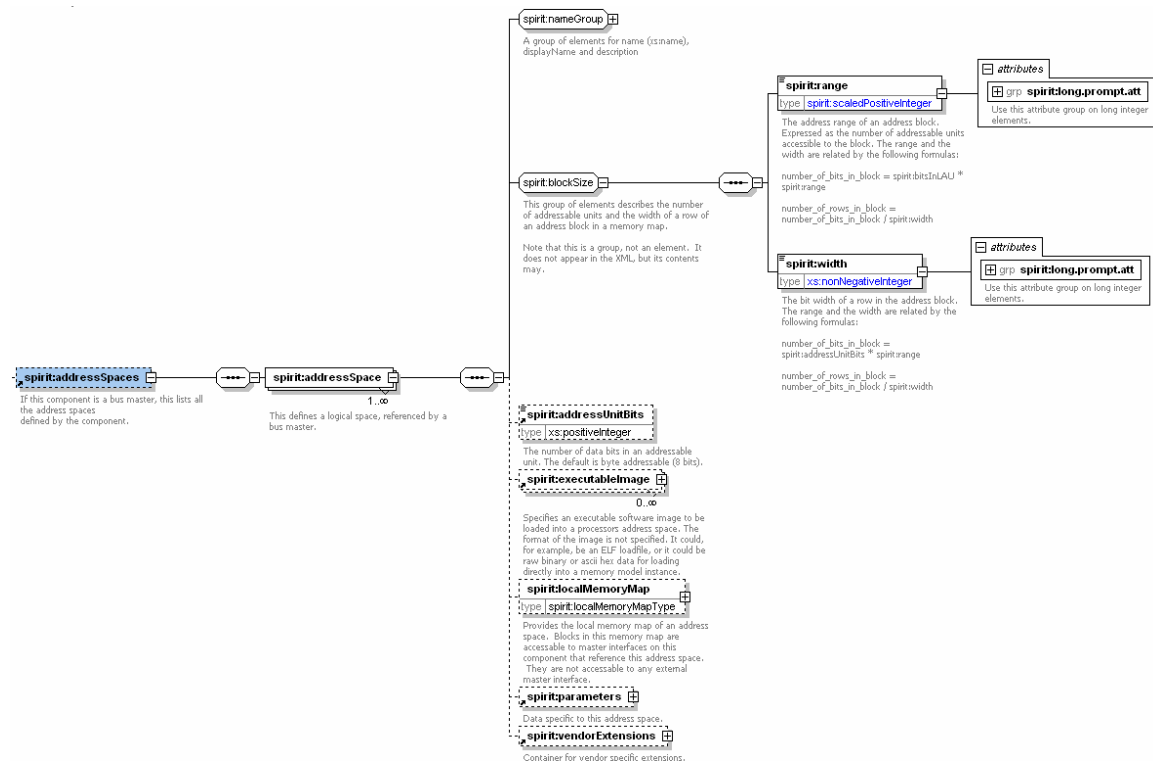 spirit:nameGroup
A group of elements for name (xs:name),
displayName and description
spirit:range
type spirit:scaledPositiveInteger
The address range of an address block.
Expressed as the number of addressable units
accessible to the block. The range and the
width are related by the following formulas:
number_of_bits_in_block = spirit:bitsInLAU *
spirit:range
number_of_rows_in_block =
number_of_bits_in_block / spirit:width
attributes
grp spirit:long.prompt.att
Use this attribute group on long integer
elements.
spirit:blockSize
This group of elements describes the number
of addressable units and the width of a row of
an address block in a memory map.
Note that this is a group, not an element. It
does not appear in the XML, but its contents
may.
spirit:width
type xs:nonNegativeInteger
The bit width of a row in the address block.
The range and the width are related by the
following formulas:
number_of_bits_in_block =
spirit:addressUnitBits * spirit:range
number_of_rows_in_block =
number_of_bits_in_block / spirit:width
attributes
grp spirit:long.prompt.att
Use this attribute group on long integer
elements.
spirit:addressSpaces
If this component is a bus master, this lists all
the address spaces
defined by the component.
spirit:addressSpace
1..∞
This defines a logical space, referenced by a
bus master.
spirit:addressUnitBits
type xs:positiveInteger
The number of data bits in an addressable
unit. The default is byte addressable (8 bits).
spirit:executableImage
0..∞
Specifies an executable software image to be
loaded into a processors address space. The
format of the image is not specified. It could,
for example, be an ELF loadfile, or it could be
raw binary or ascii hex data for loading
directly into a memory model instance.
spirit:localMemoryMap
type spirit:localMemoryMapType
Provides the local memory map of an address
space. Blocks in this memory map are
accessable to master interfaces on this
component that reference this address space.
They are not accessable to any external
master interface.
spirit:parameters
Data specific to this address space.
spirit:vendorExtensions
Container for vendor specific extensions.